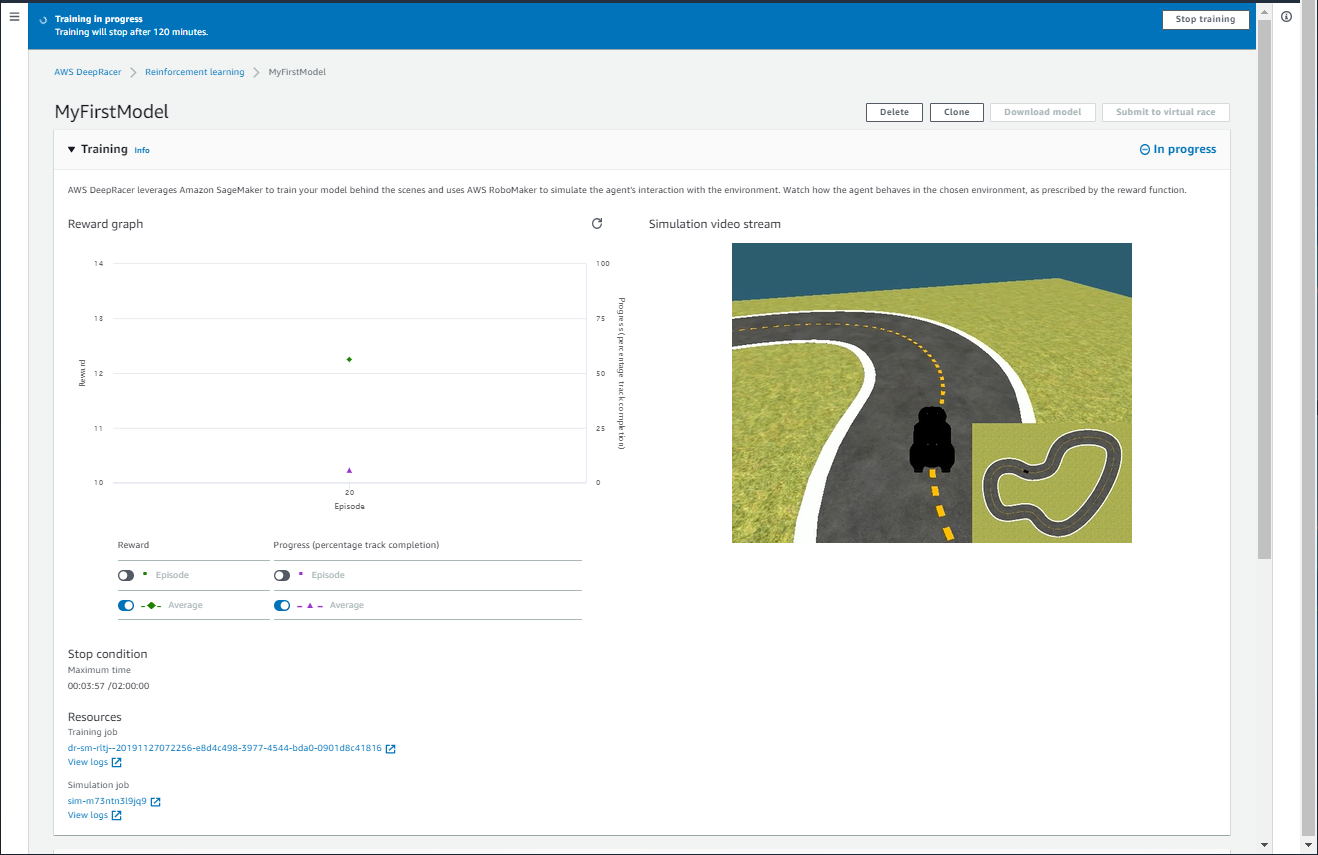 Training in progress
Training will stop after 120 minutes.
Stop training
AWS DeepRacer
Reinforcement learning
MyFirstModel
MyFirstModel
Delete
Clone
Download model
Submit to virtual race
Training Info
In progress
AWS DeepRacer leverages Amazon SageMaker to train your model behind the scenes and uses AWS RoboMaker to simulate the agent's interaction with the environment. Watch how the agent behaves in the chosen environment, as prescribed by the reward function.
Reward graph
Simulation video stream
14
13
12
11
10
Reward
100
75
50
25
0
Progress (percentage track completion)
20
Episode
Reward
Progress (percentage track completion)
Episode
Episode
Average
Average
Stop condition
Maximum time
00:03:57 /02:00:00
Resources
Training job
dr-sm-rltj--20191127072256-e8d4c498-3977-4544-bda0-0901d8c41816
View logs
Simulation job
sim-m73ntn3l9jq9
View logs